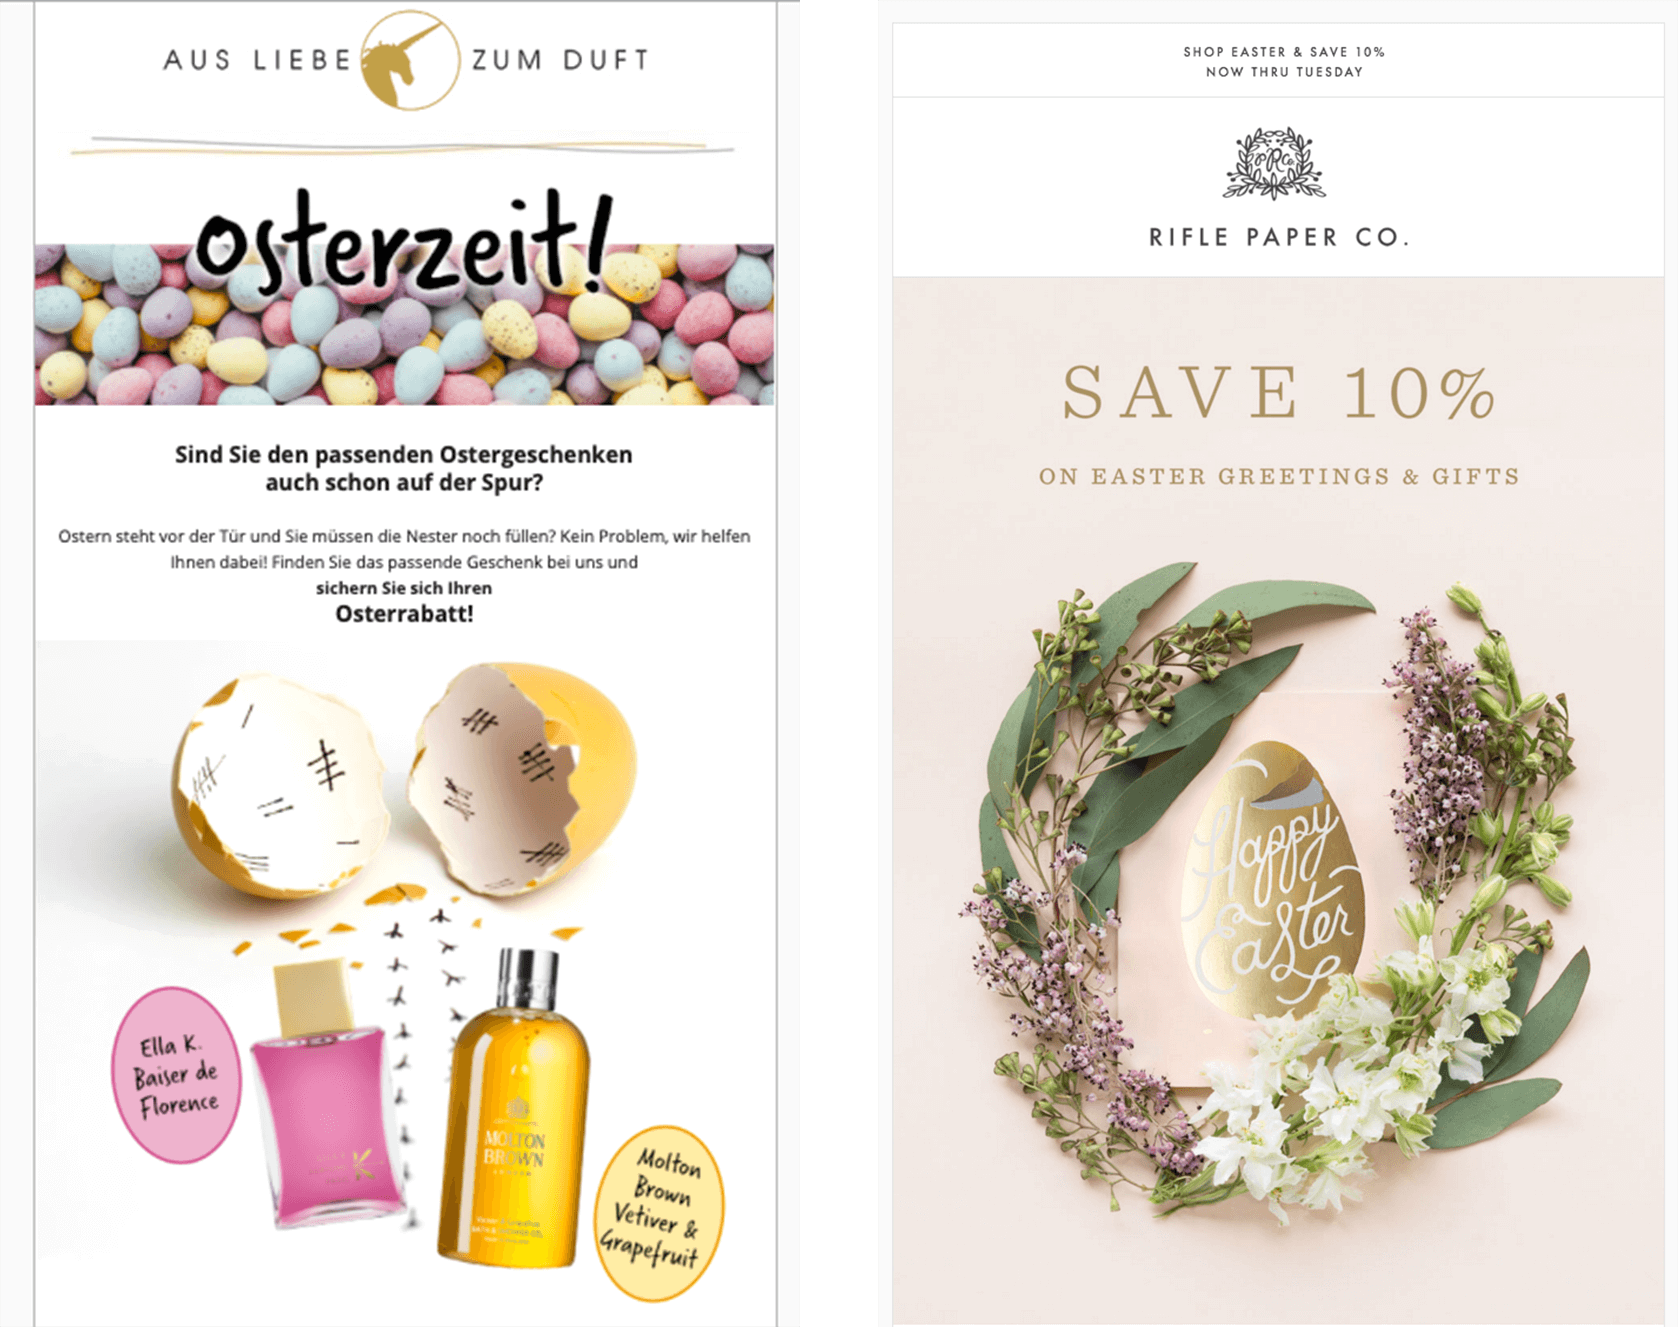 AUS LIEBE ZUM DUFT
Osterzeit!
Sind Sie den passenden Ostergeschenken
auch schon auf der Spur?
Ostern steht vor der Tür und Sie müssen die Nester noch füllen? Kein Problem, wir helfen
Ihnen dabei! Finden Sie das passende Geschenk bei uns und
sichern Sie sich Ihren
Osterrabatt!
Ella K.
Baiser de
Florence
K
MOLTON
BROWN
Molton
Brown
Vetiver &
Grapefruit
SHOP EASTER & SAVE 10%
NOW THRU TUESDAY
RPCo.
RIFLE PAPER CO.
SAVE 10%
ON EASTER GREETINGS & GIFTS
Happy
Easter